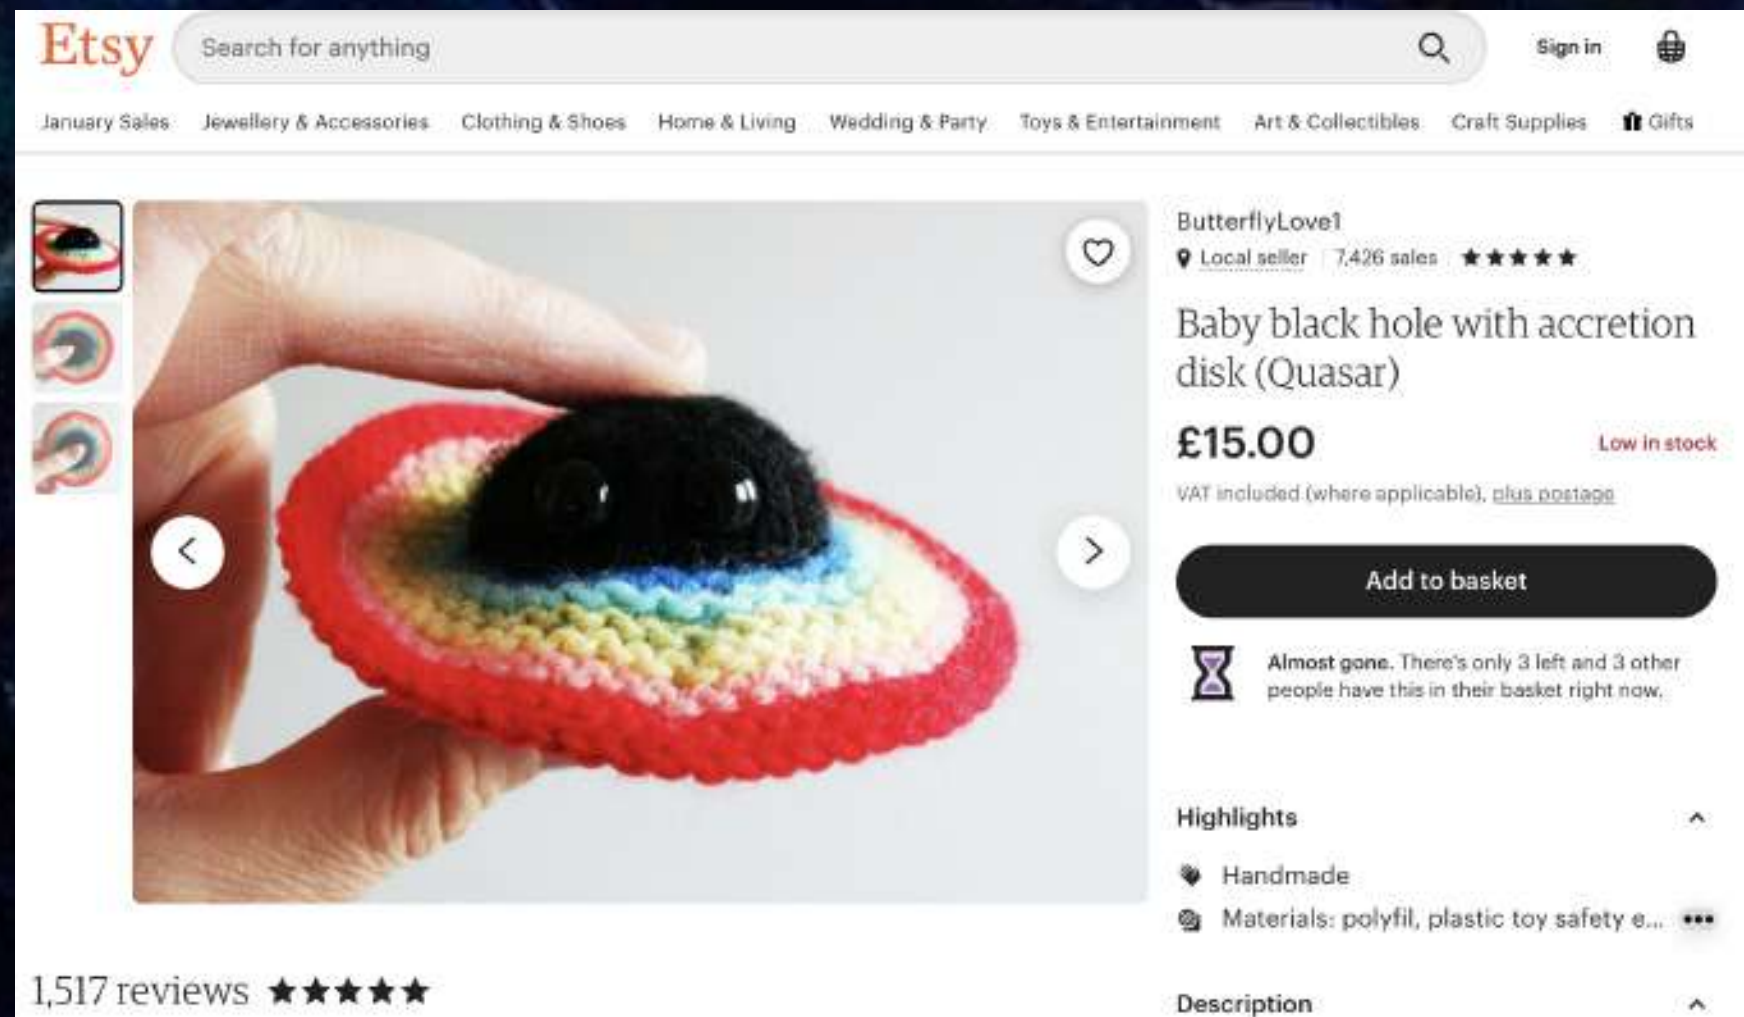 Etsy
Search for anything
Sign in
January Sales
Jewellery & Accessories
Clothing & Shoes
Home & Living
Wedding & Party
Toys & Entertainment
Art & Collectibles
Craft Supplies
Gifts
ButterflyLove1
Local seller 7,426 sales
Baby black hole with accretion
disk (Quasar)
£15.00
Low in stock
VAT included (where applicable), plus postage
Add to basket
Almost gone. There's only 3 left and 3 other
people have this in their basket right now.
Highlights
Handmade
Materials: polyfil, plastic toy safety e...
1,517 reviews
Description